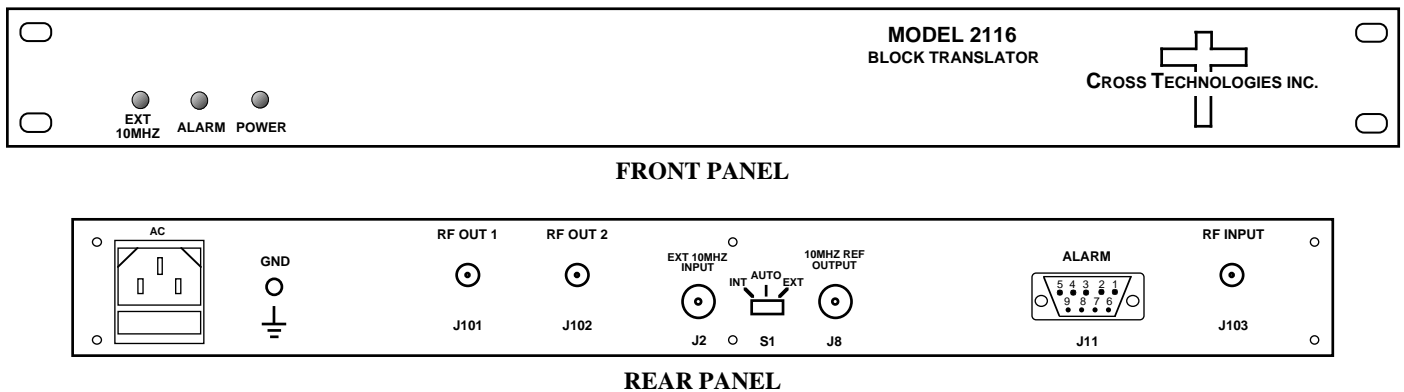 MODEL 2116
BLOCK TRANSLATOR
CROSS TECHNOLOGIES INC.
EXT
10MHZ
ALARM
POWER
FRONT PANEL
AC
GND
RF OUT 1
J101
RF OUT 2
J102
EXT 10MHZ
INPUT
J2
INT
AUTO
EXT
S1
10MHZ REF
OUTPUT
J8
ALARM
5 4 3 2 1
9 8 7 6
J11
RF INPUT
J103
REAR PANEL